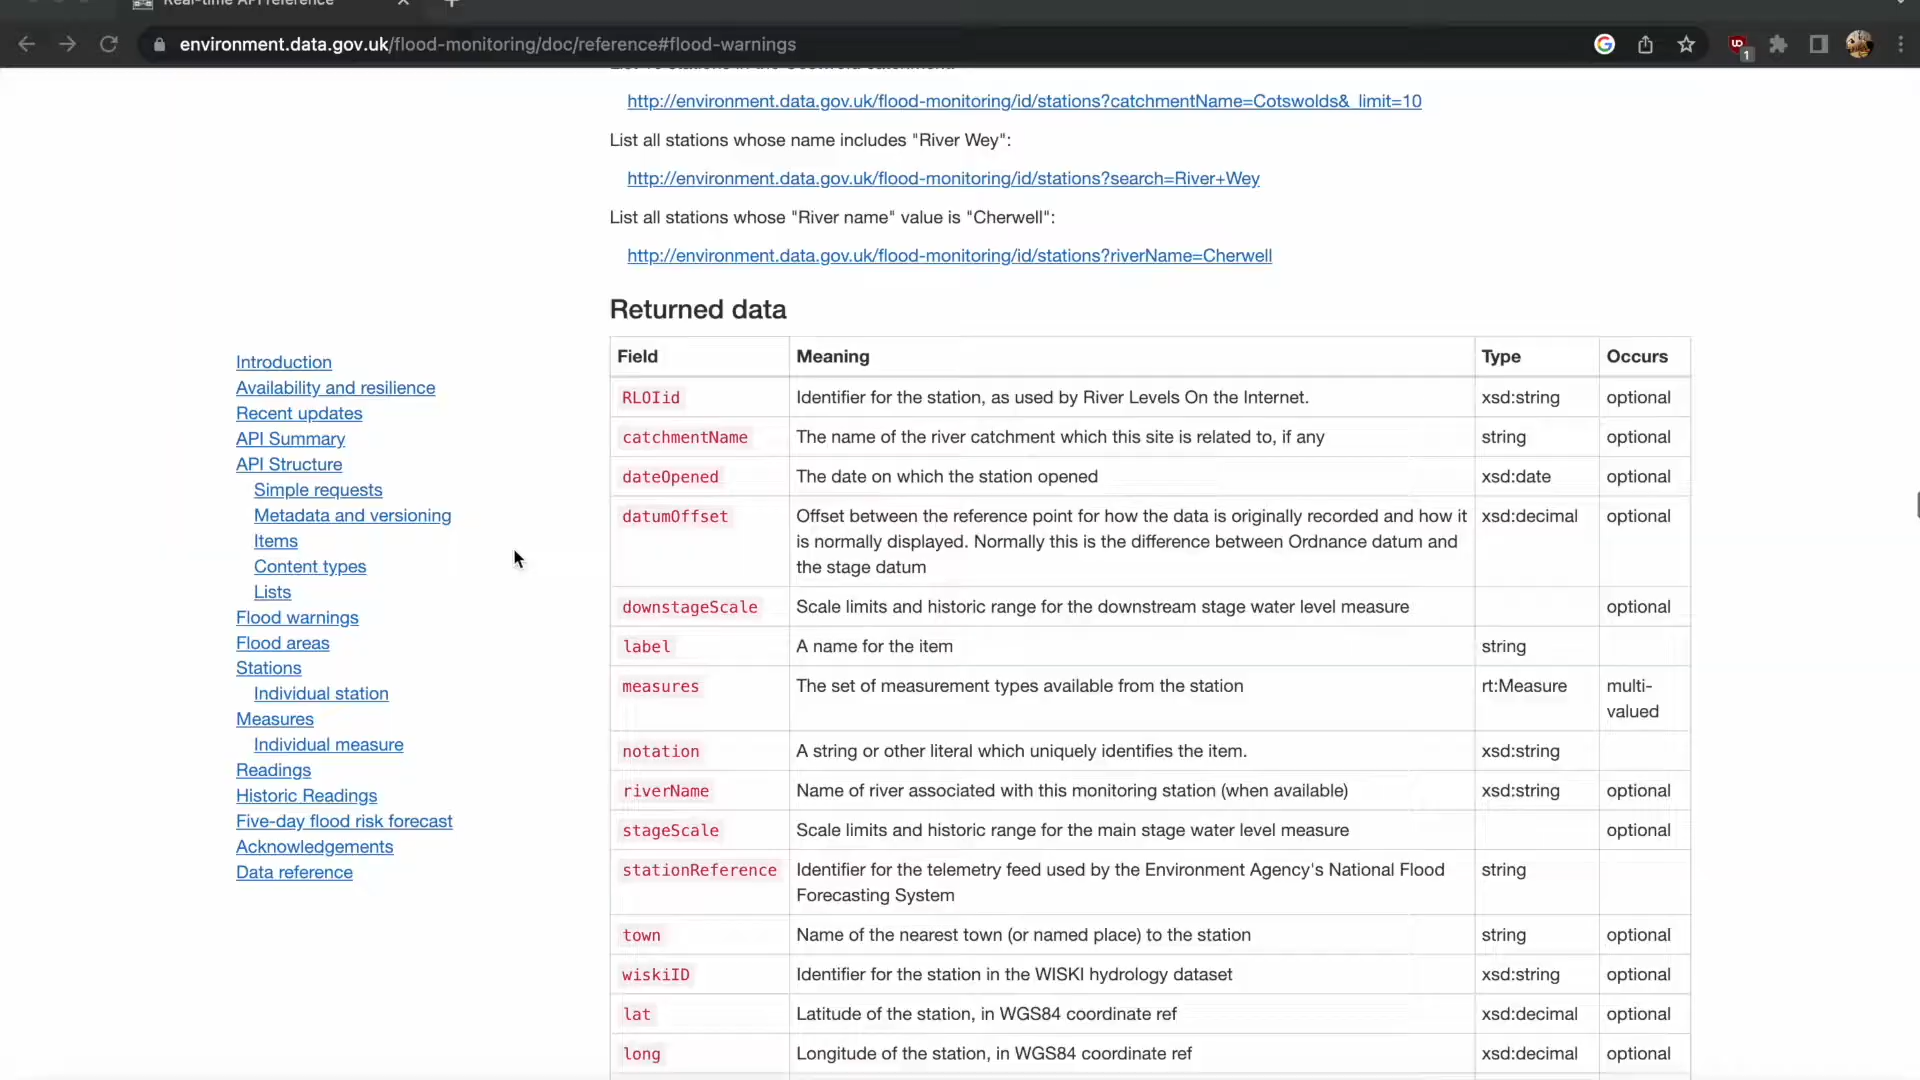 environment.data.gov.uk/flood-monitoring/doc/reference#flood-warnings
1
http://environment.data.gov.uk/flood-monitoring/id/stations?catchmentName=Cotswolds&_limit=10
List all stations whose name includes "River Wey":
http://environment.data.gov.uk/flood-monitoring/id/stations?search=River+Wey
List all stations whose "River name" value is "Cherwell":
http://environment.data.gov.uk/flood-monitoring/id/stations?riverName=Cherwell
Returned data
Introduction
Availability and resilience
Recent updates
API Summary
API Structure
Simple requests
Metadata and versioning
Items
Content types
Lists
Flood warnings
Flood areas
Stations
Individual station
Measures
Individual measure
Readings
Historic Readings
Five-day flood risk forecast
Acknowledgements
Data reference
Field Meaning Type Occurs
RLOIid Identifier for the station, as used by River Levels On the Internet. xsd:string optional
catchmentName The name of the river catchment which this site is related to, if any string optional
dateOpened The date on which the station opened xsd:date optional
datumOffset Offset between the reference point for how the data is originally recorded and how it xsd:decimal optional
is normally displayed. Normally this is the difference between Ordnance datum and
the stage datum
downstageScale Scale limits and historic range for the downstream stage water level measure optional
label A name for the item string
measures The set of measurement types available from the station rt:Measure multi-
valued
notation A string or other literal which uniquely identifies the item. xsd:string
riverName Name of river associated with this monitoring station (when available) xsd:string optional
stageScale Scale limits and historic range for the main stage water level measure optional
stationReference Identifier for the telemetry feed used by the Environment Agency's National Flood string
Forecasting System
town Name of the nearest town (or named place) to the station string optional
wiskiID Identifier for the station in the WISKI hydrology dataset xsd:string optional
lat Latitude of the station, in WGS84 coordinate ref xsd:decimal optional
long Longitude of the station, in WGS84 coordinate ref xsd:decimal optional